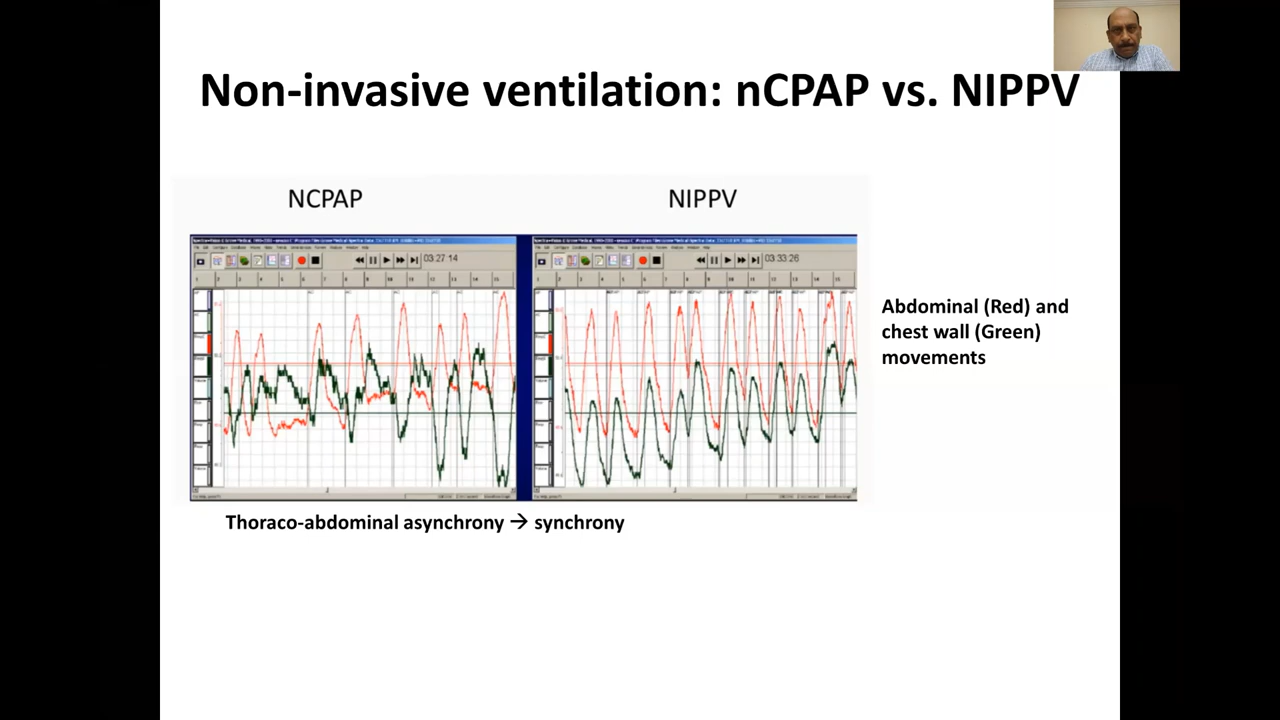 Non-invasive ventilation: nCPAP vs. NIPPV
NCPAP
NIPPV
03:27:14
03:33:26
Abdominal (Red) and
chest wall (Green)
movements
Thoraco-abdominal asynchrony → synchrony